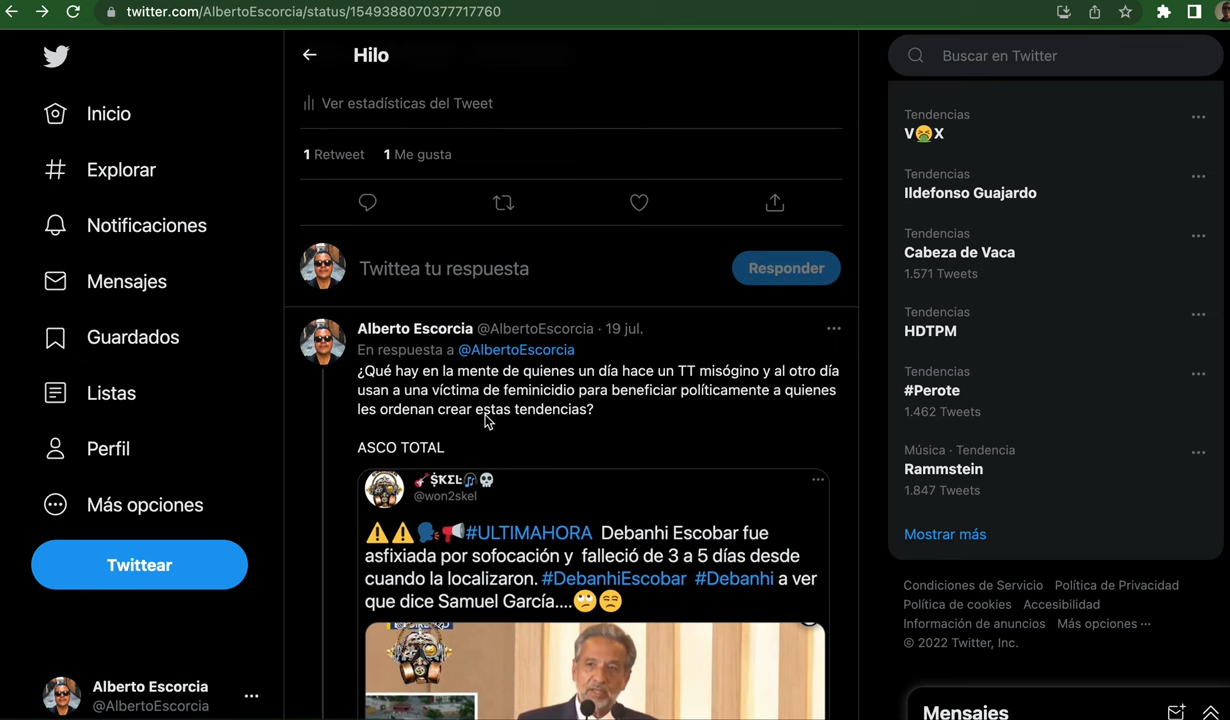 twitter.com/AlbertoEscorcia/status/1549388070377717760
Inicio
Explorar
Notificaciones
Mensajes
Guardados
Listas
Perfil
Más opciones
Twittear
Alberto Escorcia
@AlbertoEscorcia
Hilo
Ver estadísticas del Tweet
1 Retweet 1 Me gusta
Twittea tu respuesta
Responder
Alberto Escorcia @AlbertoEscorcia · 19 jul.
En respuesta a @AlbertoEscorcia
¿Qué hay en la mente de quienes un día hace un TT misógino y al otro día
usan a una víctima de feminicidio para beneficiar políticamente a quienes
les ordenan crear estas tendencias?
ASCO TOTAL
🎸ṨҜΣŁ🎧💀
@won2skel
⚠️⚠️🗣️📢#ULTIMAHORA Debanhi Escobar fue
asfixiada por sofocación y falleció de 3 a 5 días desde
cuando la localizaron. #DebanhiEscobar #Debanhi a ver
que dice Samuel García....🙄😒
Buscar en Twitter
Tendencias
V🤮X
Tendencias
Ildefonso Guajardo
Tendencias
Cabeza de Vaca
1.571 Tweets
Tendencias
HDTPM
Tendencias
#Perote
1.462 Tweets
Música · Tendencia
Rammstein
1.847 Tweets
Mostrar más
Condiciones de Servicio Política de Privacidad
Política de cookies Accesibilidad
Información de anuncios Más opciones ···
© 2022 Twitter, Inc.
Mensajes